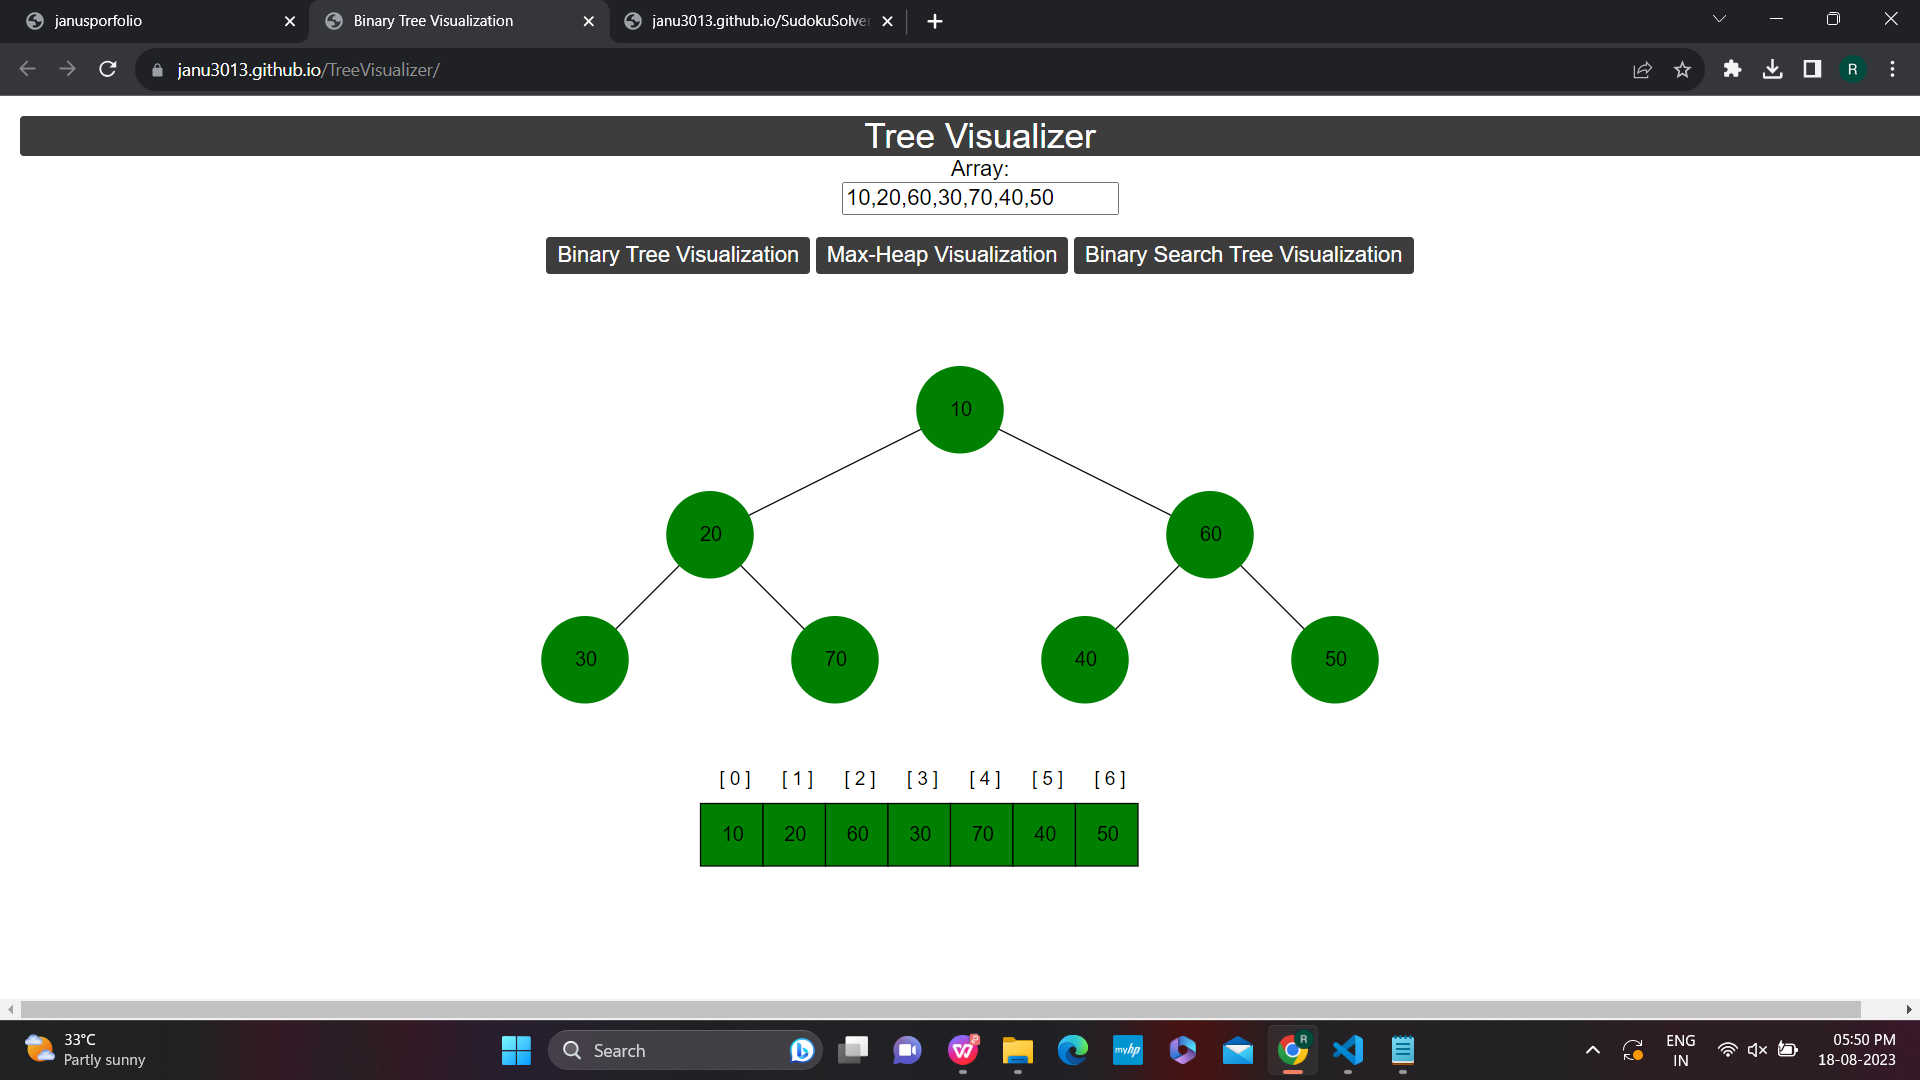 janusporfolio
Binary Tree Visualization
janu3013.github.io/SudokuSolver
janu3013.github.io/TreeVisualizer/
R
Tree Visualizer
Array:
10,20,60,30,70,40,50
Binary Tree Visualization
Max-Heap Visualization
Binary Search Tree Visualization
10
20
60
30
70
40
50
[ 0 ] [ 1 ] [ 2 ] [ 3 ] [ 4 ] [ 5 ] [ 6 ]
10 20 60 30 70 40 50
33°C
Partly sunny
Search
myhp
R
ENG
IN
05:50 PM
18-08-2023